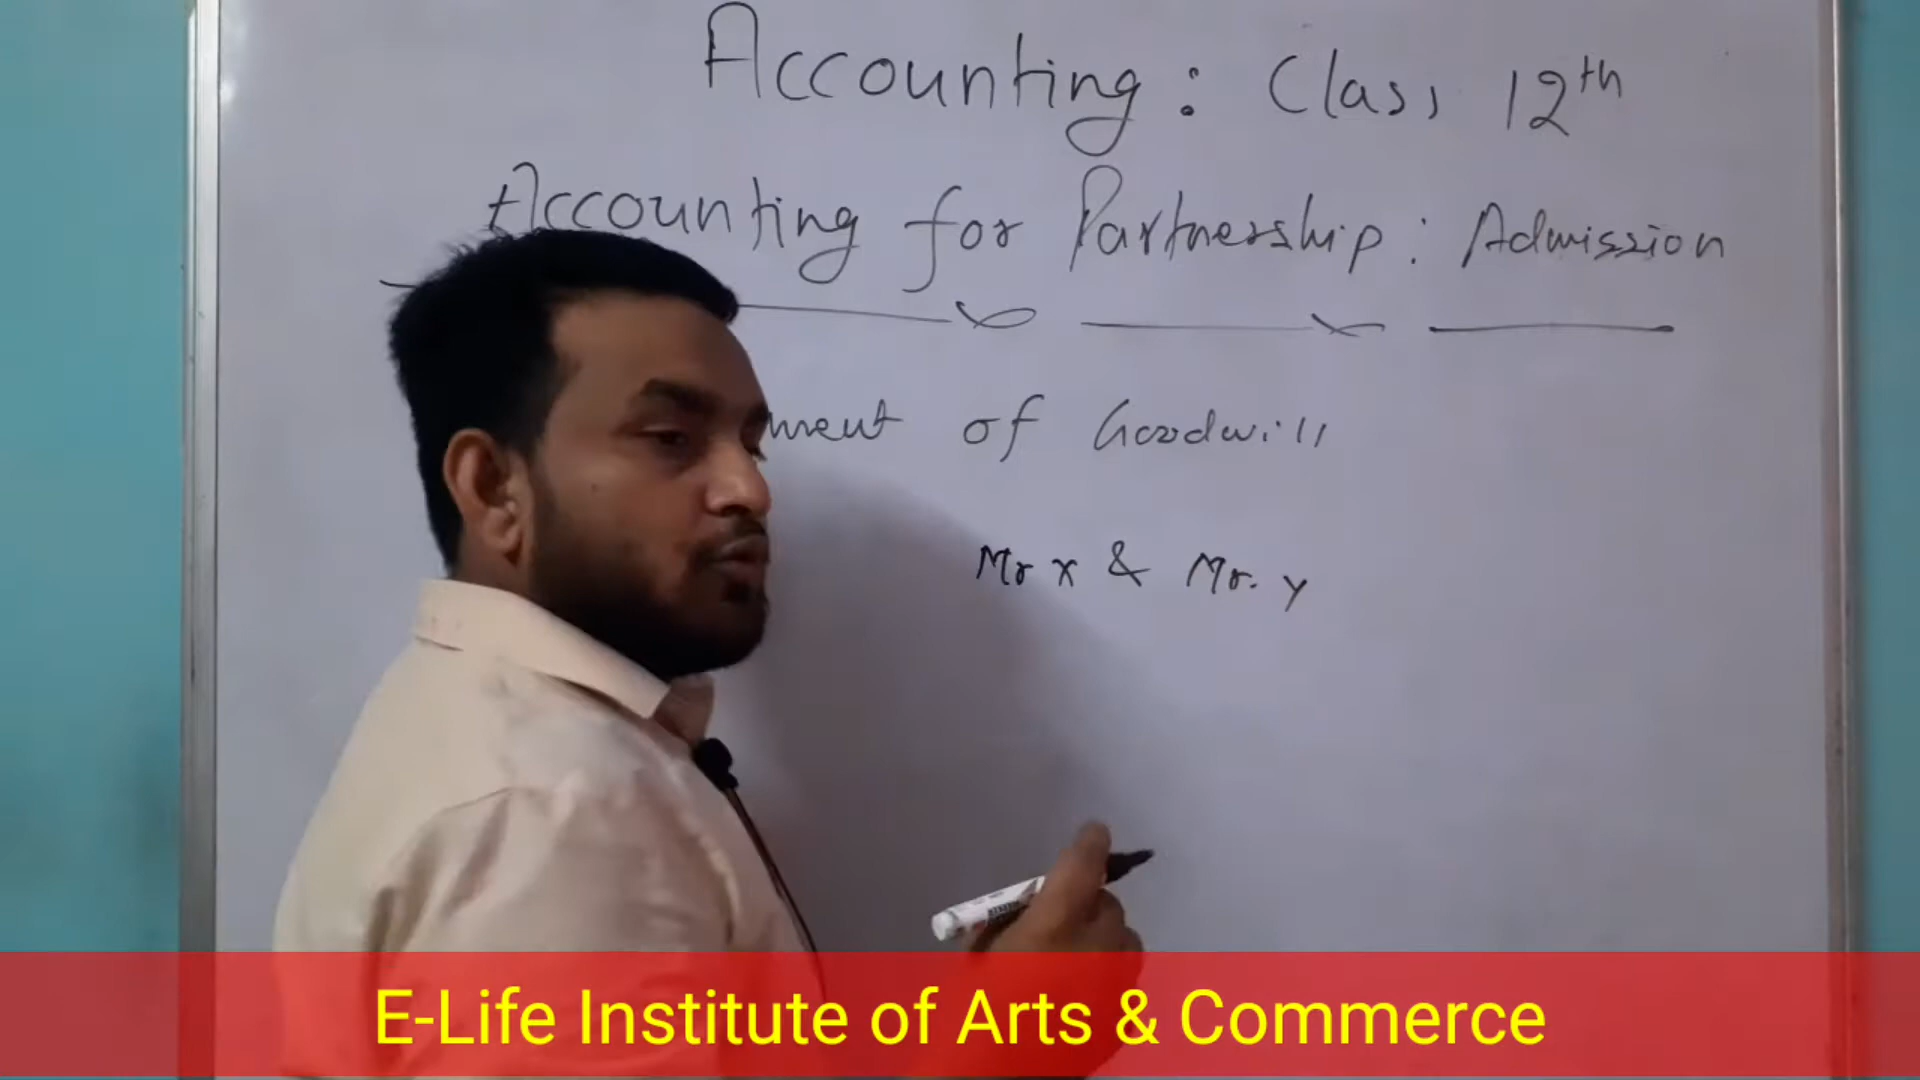 Accounting : Class 12th
Accounting for Partnership : Admission
ment of Goodwill
Mr x & Mr. y
E-Life Institute of Arts & Commerce